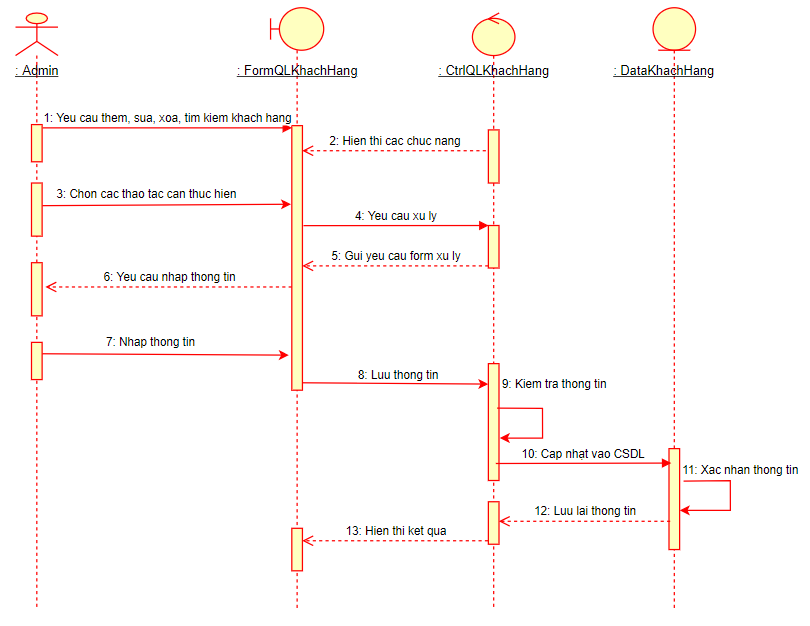 : Admin
: FormQLKhachHang
: CtrlQLKhachHang
: DataKhachHang
1: Yeu cau them, sua, xoa, tim kiem khach hang
2: Hien thi cac chuc nang
3: Chon cac thao tac can thuc hien
4: Yeu cau xu ly
5: Gui yeu cau form xu ly
6: Yeu cau nhap thong tin
7: Nhap thong tin
8: Luu thong tin
9: Kiem tra thong tin
10: Cap nhat vao CSDL
11: Xac nhan thong tin
12: Luu lai thong tin
13: Hien thi ket qua